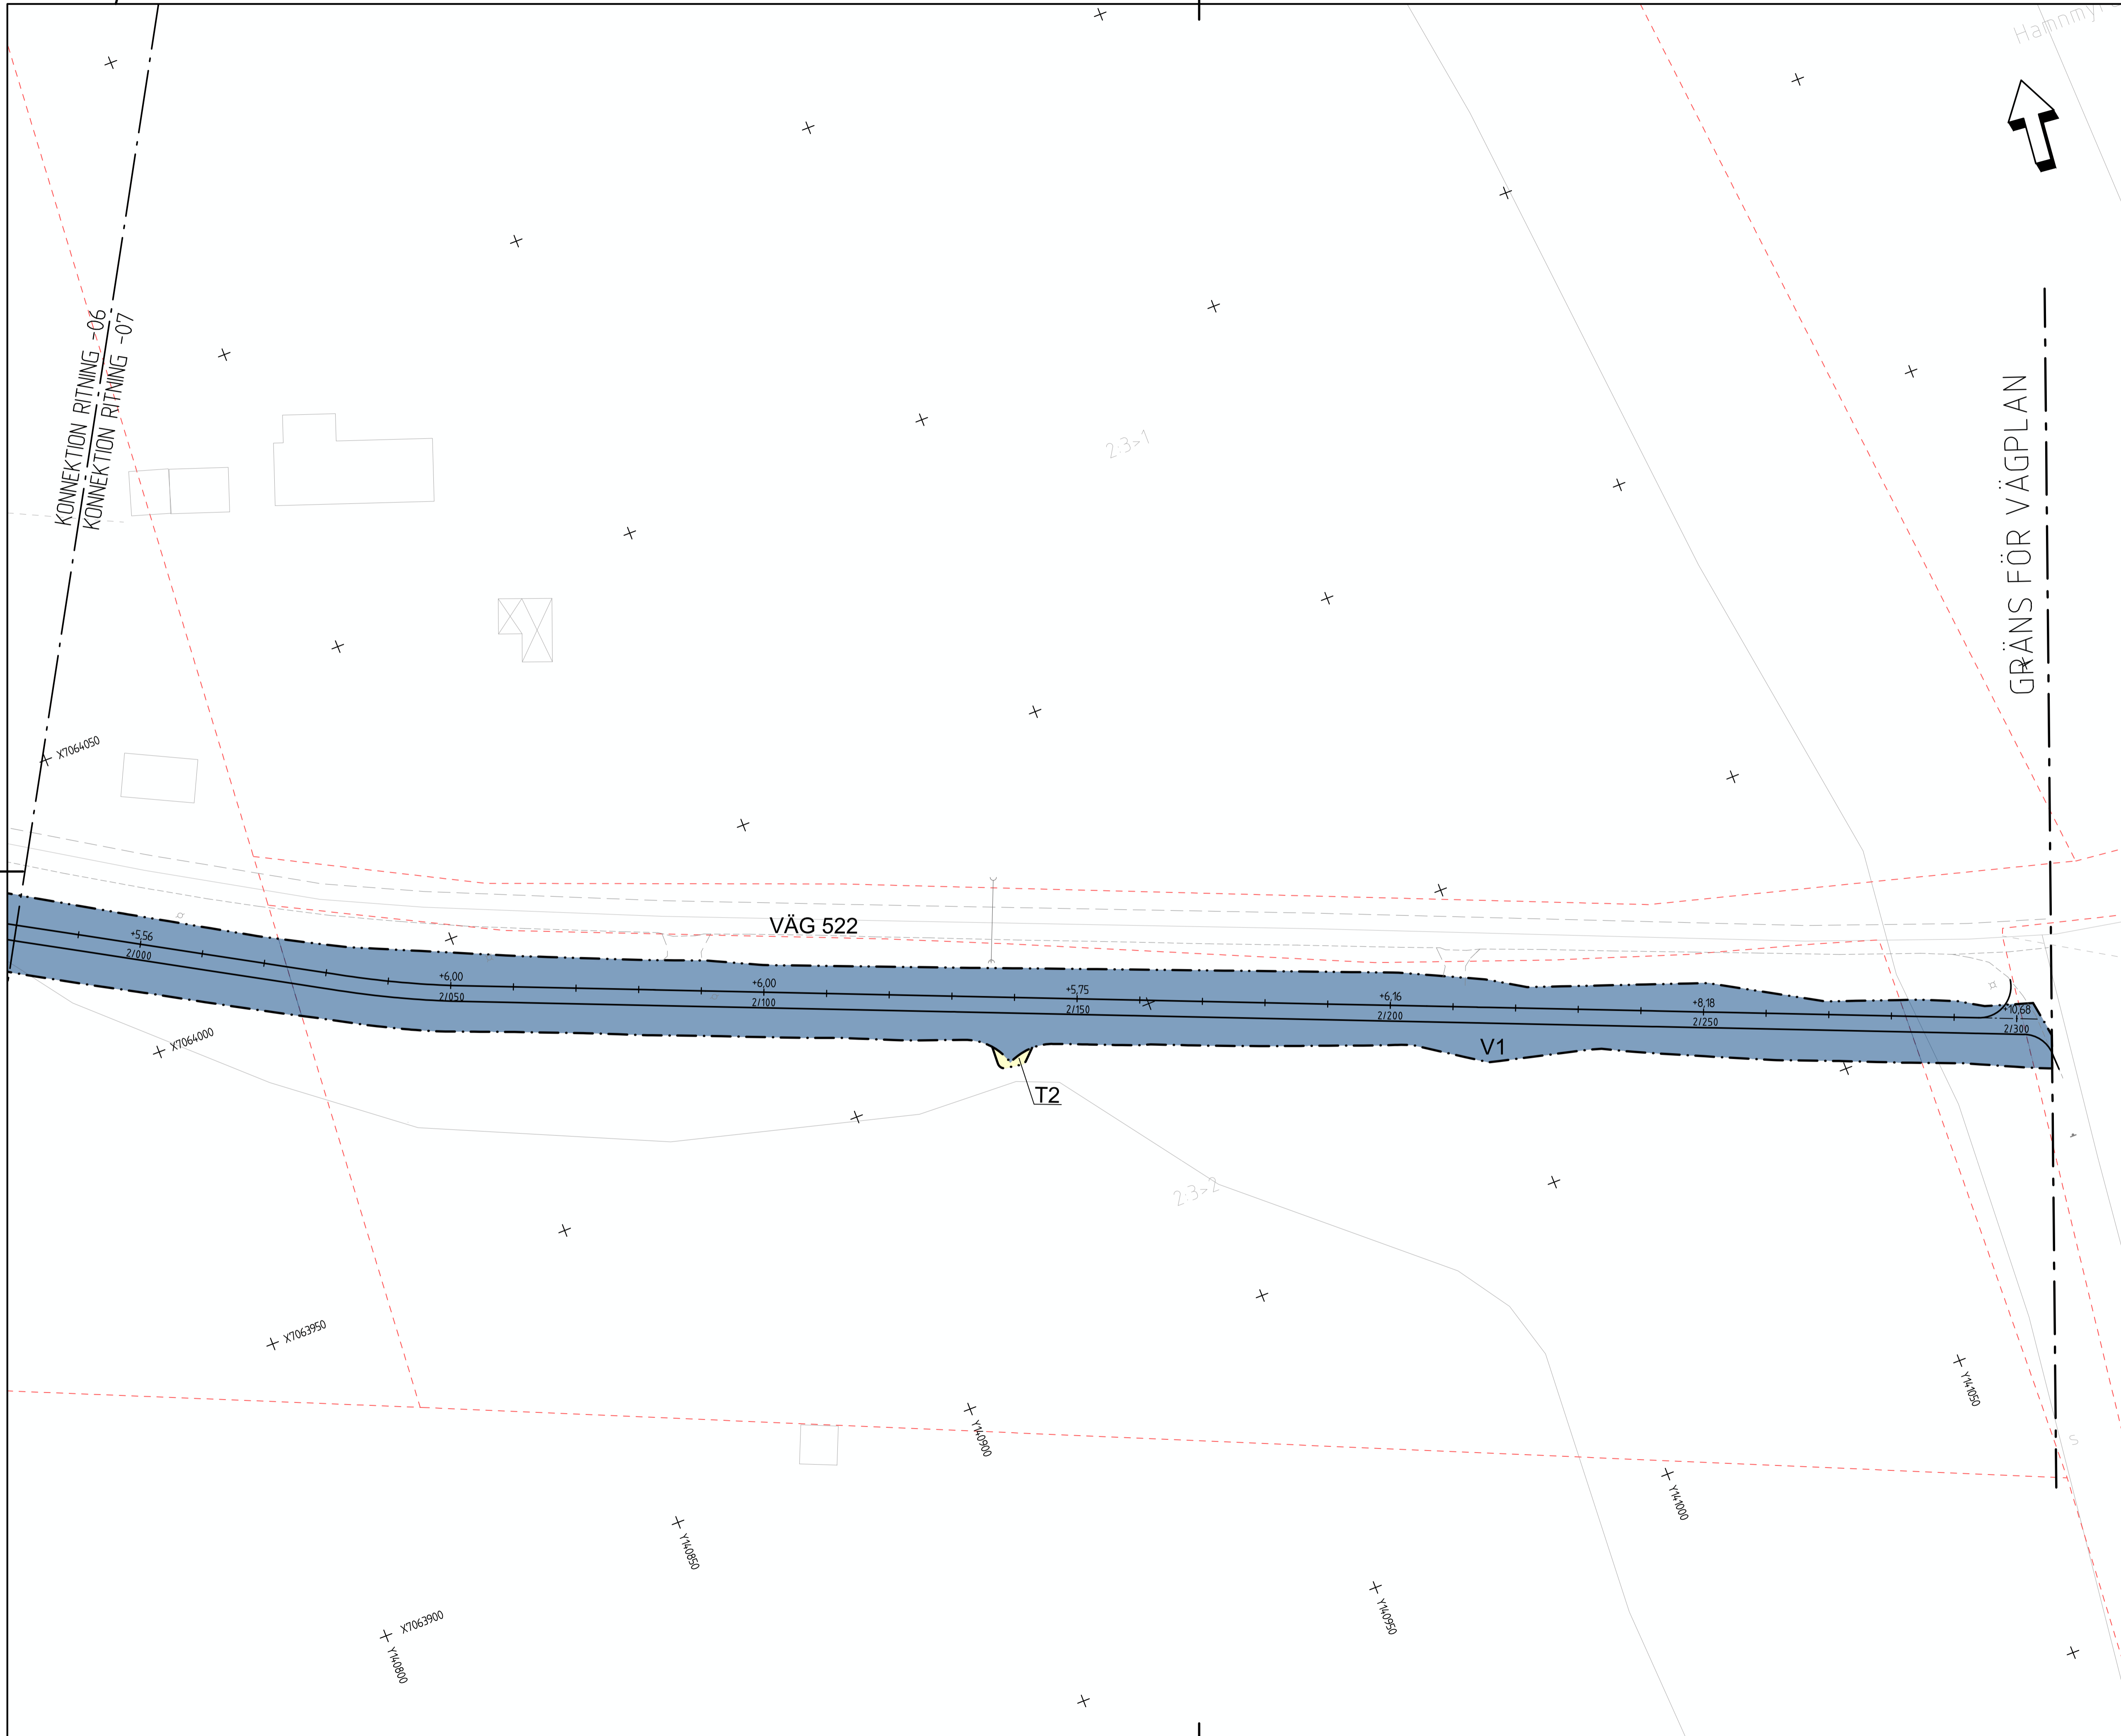 KONNEKTION RITNING -06
KONNEKTION RITNING -07
2:3>1
GRÄNS FÖR VÄGPLAN
X7064050
VÄG 522
+5,56
2/000
+6,00
2/050
+6,00
2/100
+5,75
2/150
+6,16
2/200
+8,18
2/250
+10,68
2/300
V1
T2
X7064000
2:3>2
X7063950
Y141050
Y140900
S
Y141000
Y140850
Y140950
X7063900
Y140800